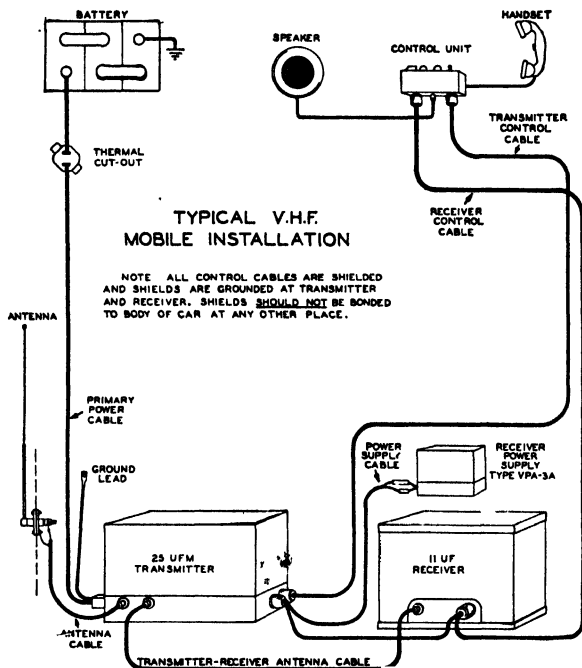 BATTERY
HANDSET
SPEAKER
CONTROL UNIT
TRANSMITTER
CONTROL
CABLE
THERMAL
CUT-OUT
RECEIVER
CONTROL
CABLE
TYPICAL V.H.F.
MOBILE INSTALLATION
NOTE ALL CONTROL CABLES ARE SHIELDED
AND SHIELDS ARE GROUNDED AT TRANSMITTER
AND RECEIVER. SHIELDS SHOULD NOT BE BONDED
TO BODY OF CAR AT ANY OTHER PLACE.
ANTENNA
PRIMARY
POWER
CABLE
GROUND
LEAD
POWER
SUPPLY
CABLE
RECEIVER
POWER
SUPPLY
TYPE VPA-3A
25 UFM
TRANSMITTER
11 UF
RECEIVER
ANTENNA
CABLE
TRANSMITTER-RECEIVER ANTENNA CABLE